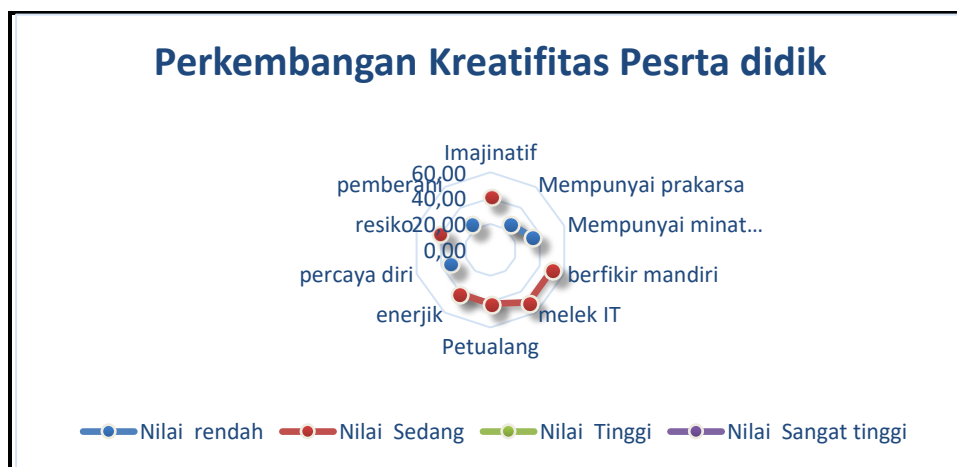 Perkembangan Kreatifitas Pesrta didik
Imajinatif
Mempunyai prakarsa
Mempunyai minat...
berfikir mandiri
melek IT
Petualang
enerjik
percaya diri
resiko
pemberani
60,00
40,00
20,00
0,00
Nilai rendah
Nilai Sedang
Nilai Tinggi
Nilai Sangat tinggi